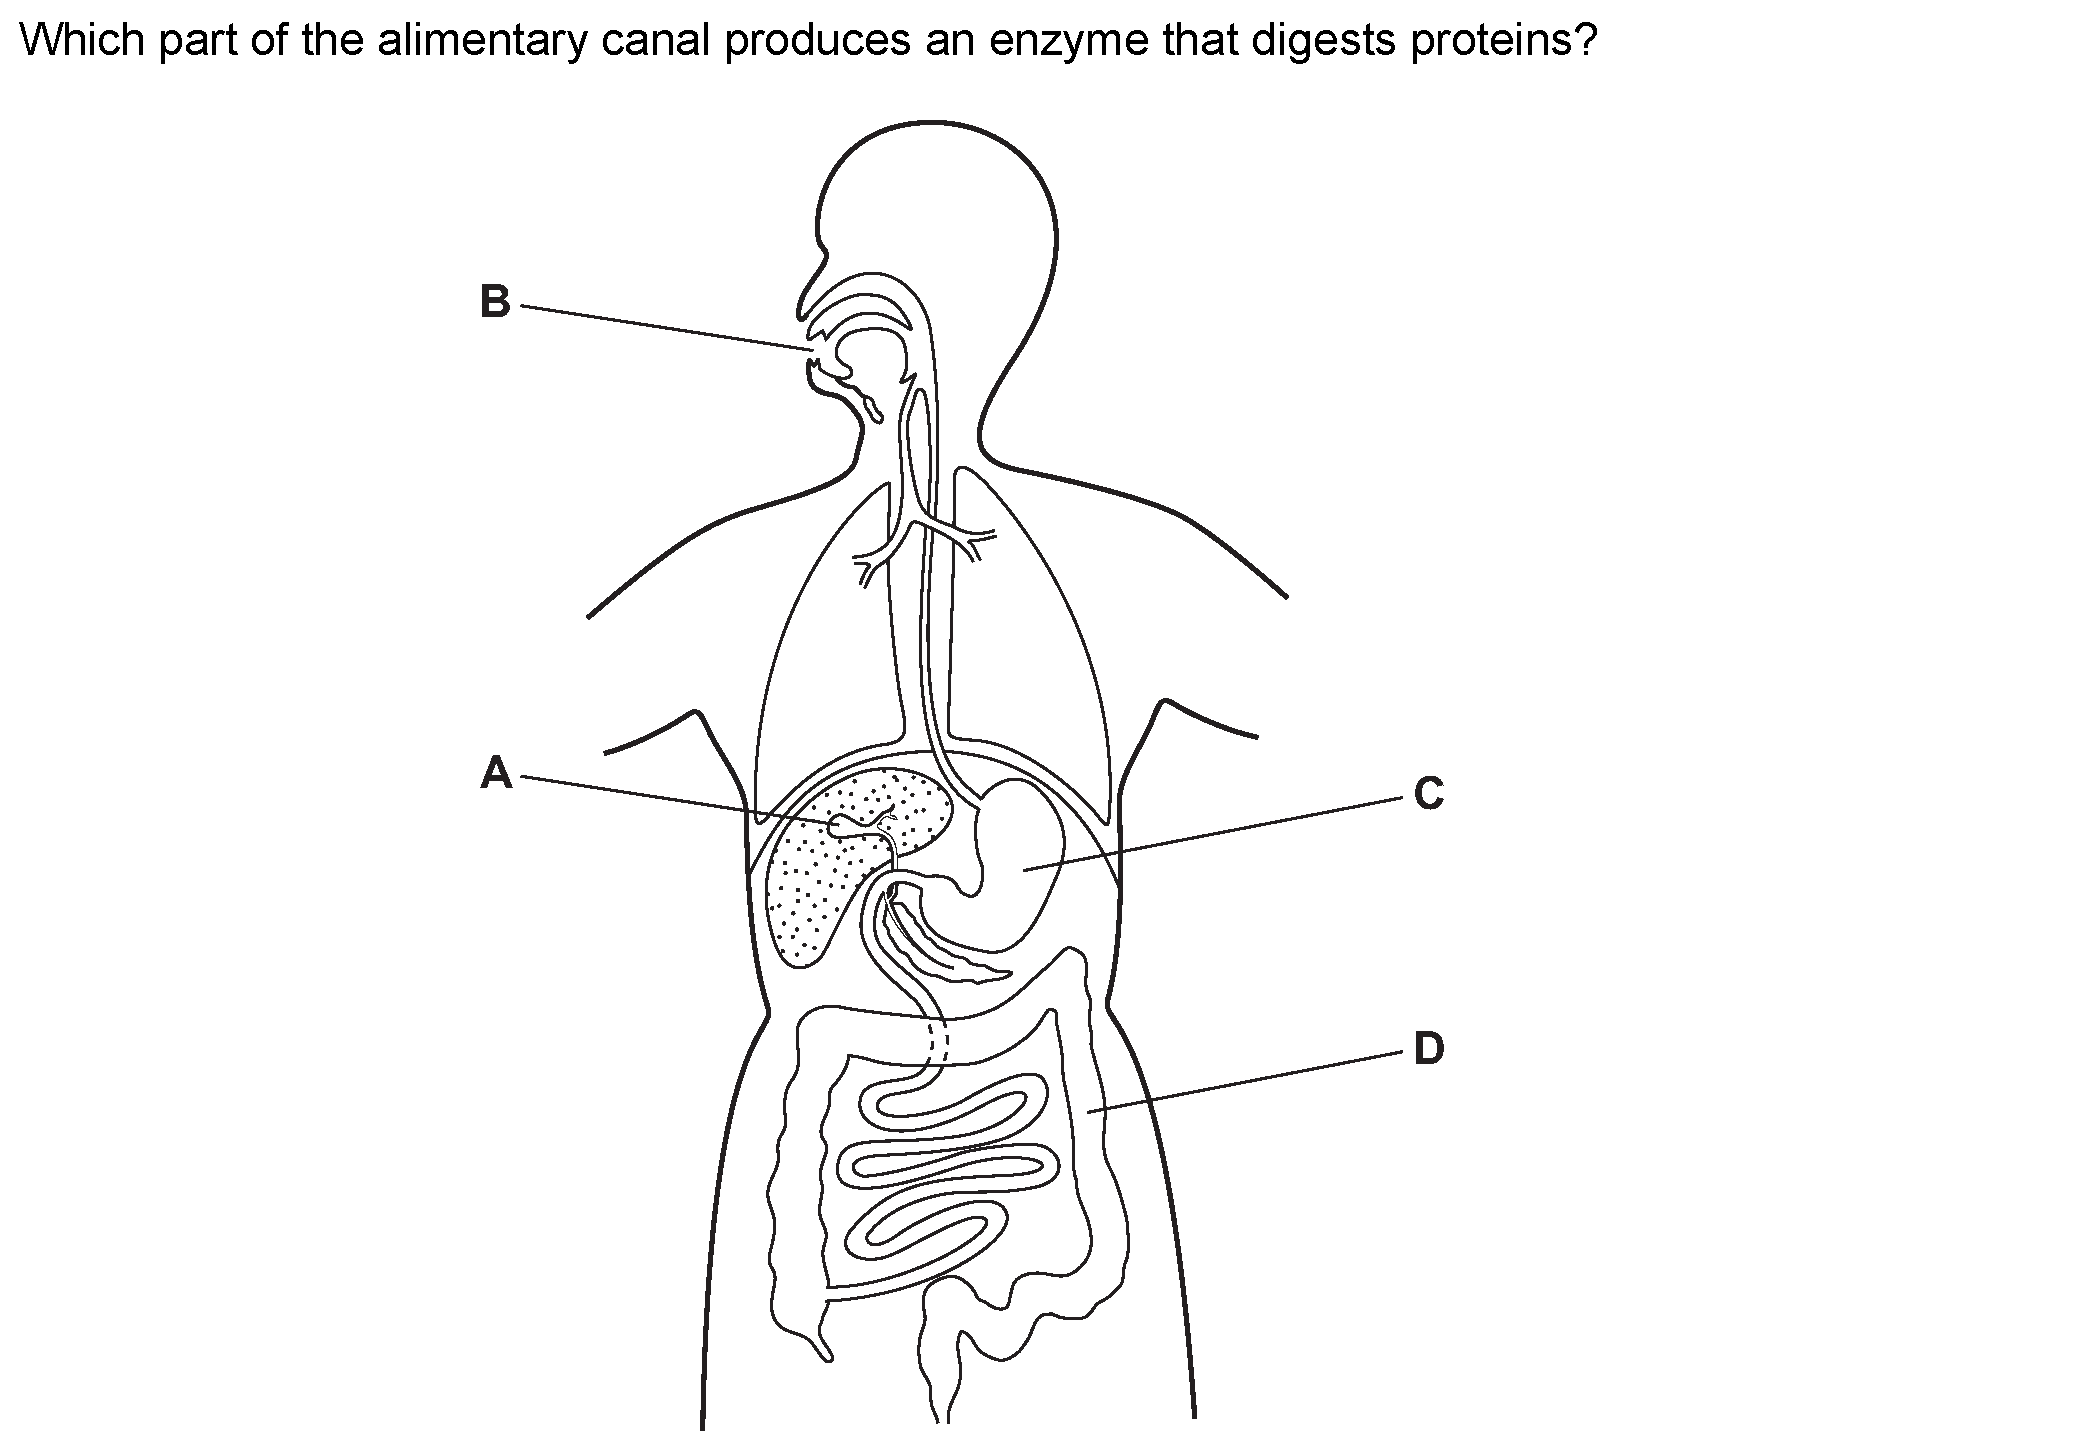 Which part of the alimentary canal produces an enzyme that digests proteins?
B
A
C
D